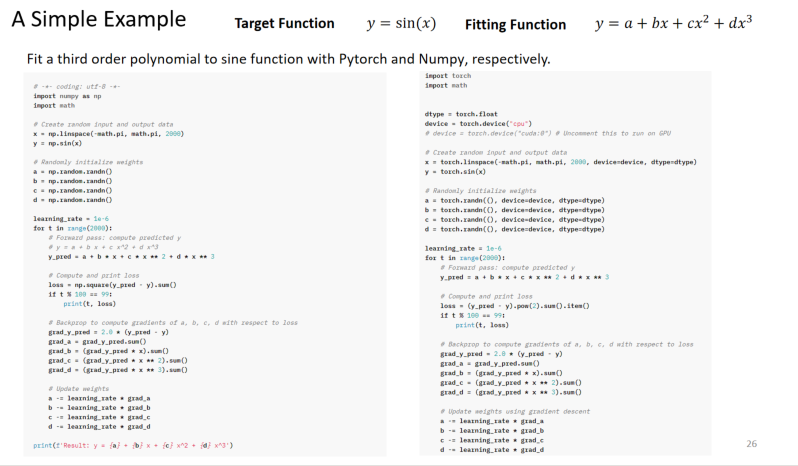 A Simple Example
Target Function y = sin(x) Fitting Function y = a + bx + cx² + dx³
Fit a third order polynomial to sine function with Pytorch and Numpy, respectively.
# -*- coding: utf-8 -*-
import numpy as np
import math
# Create random input and output data
x = np.linspace(-math.pi, math.pi, 2000)
y = np.sin(x)
# Randomly initialize weights
a = np.random.randn()
b = np.random.randn()
c = np.random.randn()
d = np.random.randn()
learning_rate = 1e-6
for t in range(2000):
# Forward pass: compute predicted y
# y = a + b x + c x^2 + d x^3
y_pred = a + b * x + c * x ** 2 + d * x ** 3
# Compute and print loss
loss = np.square(y_pred - y).sum()
if t % 100 == 99:
print(t, loss)
# Backprop to compute gradients of a, b, c, d with respect to loss
grad_y_pred = 2.0 * (y_pred - y)
grad_a = grad_y_pred.sum()
grad_b = (grad_y_pred * x).sum()
grad_c = (grad_y_pred * x ** 2).sum()
grad_d = (grad_y_pred * x ** 3).sum()
# Update weights
a -= learning_rate * grad_a
b -= learning_rate * grad_b
c -= learning_rate * grad_c
d -= learning_rate * grad_d
print(f'Result: y = {a} + {b} x + {c} x^2 + {d} x^3')
import torch
import math
dtype = torch.float
device = torch.device("cpu")
# device = torch.device("cuda:0") # Uncomment this to run on GPU
# Create random input and output data
x = torch.linspace(-math.pi, math.pi, 2000, device=device, dtype=dtype)
y = torch.sin(x)
# Randomly initialize weights
a = torch.randn((), device=device, dtype=dtype)
b = torch.randn((), device=device, dtype=dtype)
c = torch.randn((), device=device, dtype=dtype)
d = torch.randn((), device=device, dtype=dtype)
learning_rate = 1e-6
for t in range(2000):
# Forward pass: compute predicted y
y_pred = a + b * x + c * x ** 2 + d * x ** 3
# Compute and print loss
loss = (y_pred - y).pow(2).sum().item()
if t % 100 == 99:
print(t, loss)
# Backprop to compute gradients of a, b, c, d with respect to loss
grad_y_pred = 2.0 * (y_pred - y)
grad_a = grad_y_pred.sum()
grad_b = (grad_y_pred * x).sum()
grad_c = (grad_y_pred * x ** 2).sum()
grad_d = (grad_y_pred * x ** 3).sum()
# Update weights using gradient descent
a -= learning_rate * grad_a
b -= learning_rate * grad_b
c -= learning_rate * grad_c
d -= learning_rate * grad_d
26